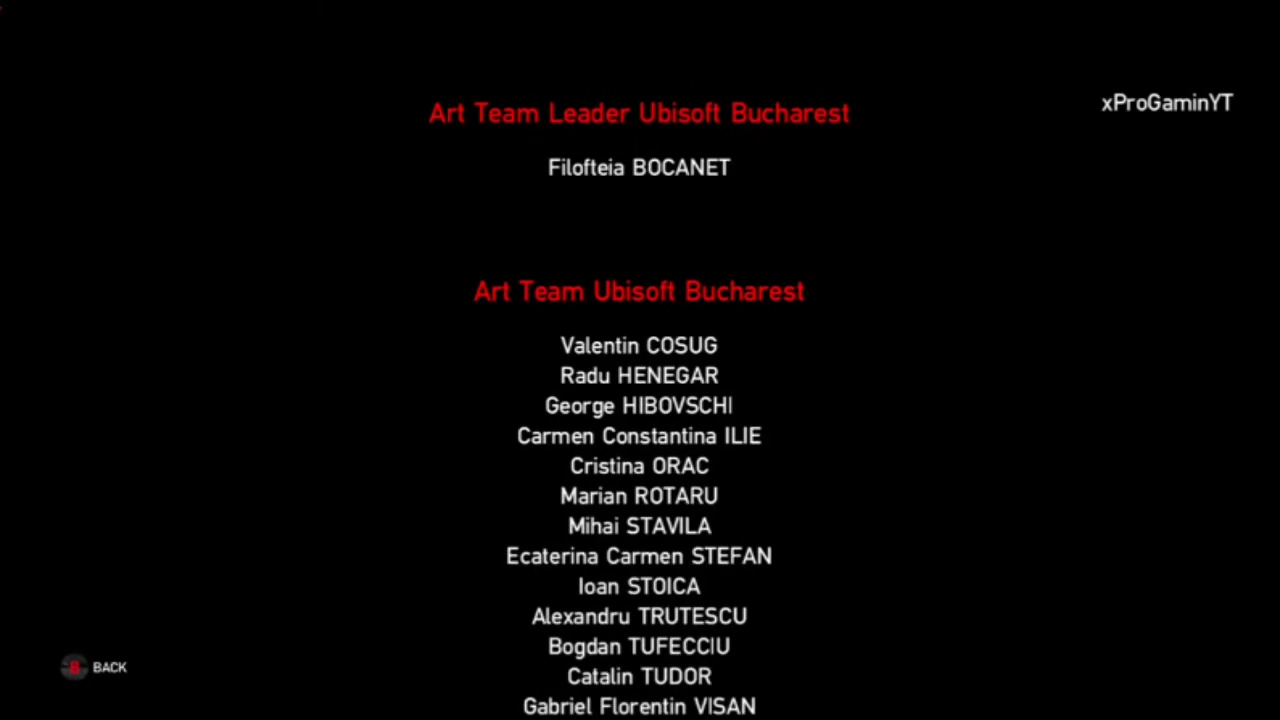 Art Team Leader Ubisoft Bucharest
xProGaminYT
Filofteia BOCANET
Art Team Ubisoft Bucharest
Valentin COSUG
Radu HENEGAR
George HIBOVSCHI
Carmen Constantina ILIE
Cristina ORAC
Marian ROTARU
Mihai STAVILA
Ecaterina Carmen STEFAN
Ioan STOICA
Alexandru TRUTESCU
Bogdan TUFECCIU
B BACK
Catalin TUDOR
Gabriel Florentin VISAN